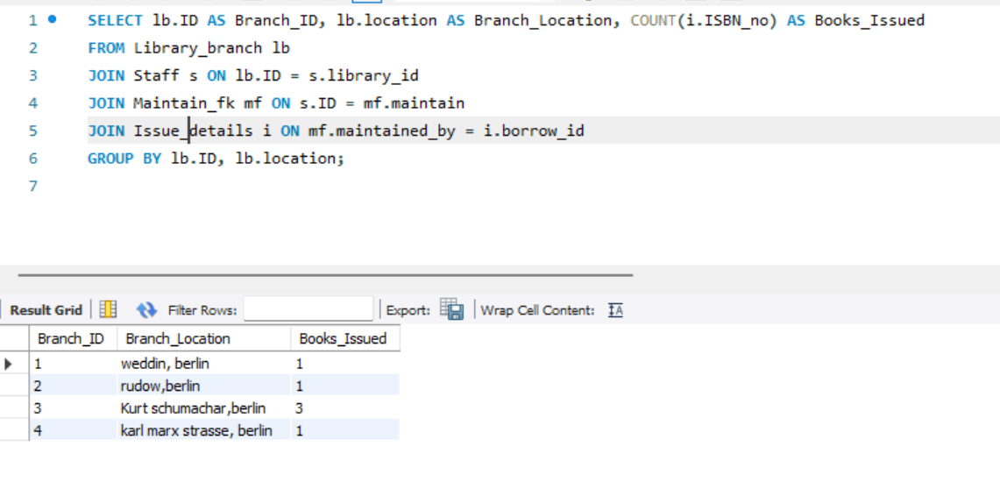 1 SELECT lb.ID AS Branch_ID, lb.location AS Branch_Location, COUNT(i.ISBN_no) AS Books_Issued
2 FROM Library_branch lb
3 JOIN Staff s ON lb.ID = s.library_id
4 JOIN Maintain_fk mf ON s.ID = mf.maintain
5 JOIN Issue_details i ON mf.maintained_by = i.borrow_id
6 GROUP BY lb.ID, lb.location;
7
Result Grid Filter Rows: Export: Wrap Cell Content:
Branch_ID Branch_Location Books_Issued
1 weddin, berlin 1
2 rudow,berlin 1
3 Kurt schumachar,berlin 3
4 karl marx strasse, berlin 1